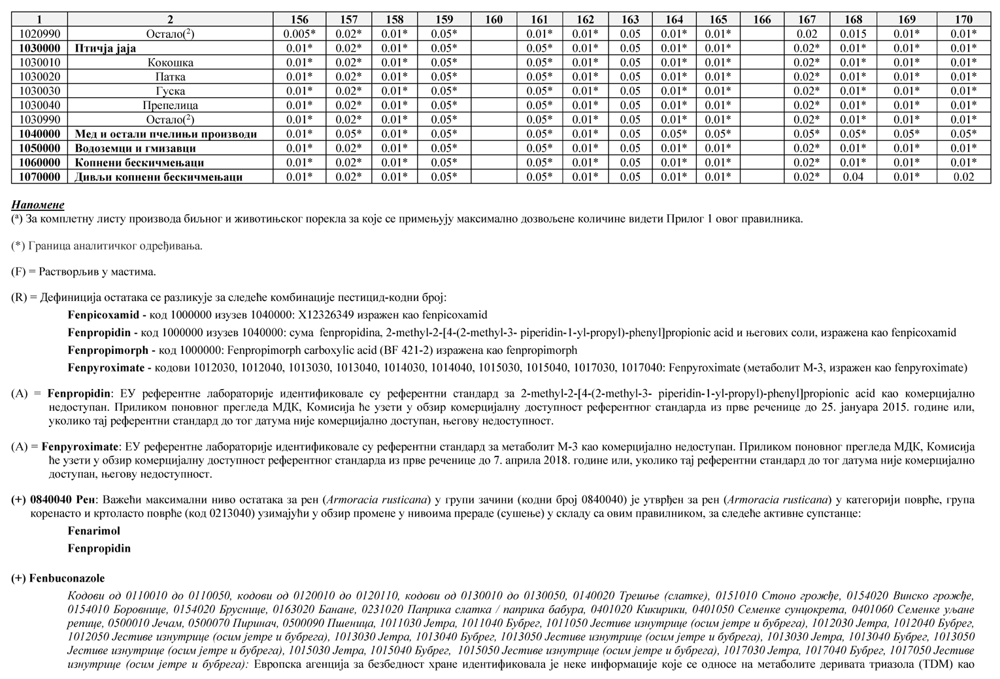 1 2 156 157 158 159 160 161 162 163 164 165 166 167 168 169 170
1020990 Остало(²) 0.005* 0.02* 0.01* 0.05* 0.01* 0.01* 0.05 0.01* 0.01* 0.02 0.015 0.01* 0.01*
1030000 Птичја јаја 0.01* 0.02* 0.01* 0.05* 0.05* 0.01* 0.05 0.01* 0.01* 0.02* 0.01* 0.01* 0.01*
1030010 Кокошка 0.01* 0.02* 0.01* 0.05* 0.05* 0.01* 0.05 0.01* 0.01* 0.02* 0.01* 0.01* 0.01*
1030020 Патка 0.01* 0.02* 0.01* 0.05* 0.05* 0.01* 0.05 0.01* 0.01* 0.02* 0.01* 0.01* 0.01*
1030030 Гуска 0.01* 0.02* 0.01* 0.05* 0.05* 0.01* 0.05 0.01* 0.01* 0.02* 0.01* 0.01* 0.01*
1030040 Препелица 0.01* 0.02* 0.01* 0.05* 0.05* 0.01* 0.05 0.01* 0.01* 0.02* 0.01* 0.01* 0.01*
1030990 Остало(²) 0.01* 0.02* 0.01* 0.05* 0.05* 0.01* 0.05 0.01* 0.01* 0.02* 0.01* 0.01* 0.01*
1040000 Мед и остали пчелињи производи 0.01* 0.05* 0.01* 0.05* 0.05* 0.01* 0.05 0.05* 0.05* 0.05* 0.05* 0.05* 0.05*
1050000 Водоземци и гмизавци 0.01* 0.02* 0.01* 0.05* 0.05* 0.01* 0.05 0.01* 0.01* 0.02* 0.01* 0.01* 0.01*
1060000 Копнени бескичмењаци 0.01* 0.02* 0.01* 0.05* 0.05* 0.01* 0.05 0.01* 0.01* 0.02* 0.01* 0.01* 0.01*
1070000 Дивљи копнени бескичмењаци 0.01* 0.02* 0.01* 0.05* 0.05* 0.01* 0.05 0.01* 0.01* 0.02* 0.04 0.01* 0.02
Напомене
(ª) За комплетну листу производа биљног и животињског порекла за које се примењују максимално дозвољене количине видети Прилог 1 овог правилника.
(*) Граница аналитичког одређивања.
(F) = Растворљив у мастима.
(R) = Дефиниција остатака се разликује за следеће комбинације пестицид-кодни број:
Fenpicoxamid - код 1000000 изузев 1040000: X12326349 изражен као fenpicoxamid
Fenpropidin - код 1000000 изузев 1040000: сума fenpropidina, 2-methyl-2-[4-(2-methyl-3- piperidin-1-yl-propyl)-phenyl]propionic acid и његових соли, изражена као fenpicoxamid
Fenpropimorph - код 1000000: Fenpropimorph carboxylic acid (BF 421-2) изражена као fenpropimorph
Fenpyroximate - кодови 1012030, 1012040, 1013030, 1013040, 1014030, 1014040, 1015030, 1015040, 1017030, 1017040: Fenpyroximate (метаболит М-3, изражен као fenpyroximate)
(A) = Fenpropidin: ЕУ референтне лабораторије идентификовале су референтни стандард за 2-methyl-2-[4-(2-methyl-3- piperidin-1-yl-propyl)-phenyl]propionic acid као комерцијално
недоступан. Приликом поновног прегледа МДК, Комисија ће узети у обзир комерцијалну доступност референтног стандарда из прве реченице до 25. јануара 2015. године или,
уколико тај референтни стандард до тог датума није комерцијално доступан, његову недоступност.
(A) = Fenpyroximate: ЕУ референтне лабораторије идентификовале су референтни стандард за метаболит М-3 као комерцијално недоступан. Приликом поновног прегледа МДК, Комисија
ће узети у обзир комерцијалну доступност референтног стандарда из прве реченице до 7. априла 2018. године или, уколико тај референтни стандард до тог датума није комерцијално
доступан, његову недоступност.
(+) 0840040 Рен: Важећи максимални ниво остатака за рен (Armoracia rusticana) у групи зачини (кодни број 0840040) је утврђен за рен (Armoracia rusticana) у категорији поврће, група
коренасто и кртоласто поврће (код 0213040) узимајући у обзир промене у нивоима прераде (сушење) у складу са овим правилником, за следеће активне супстанце:
Fenarimol
Fenpropidin
(+) Fenbuconazole
Кодови од 0110010 до 0110050, кодови од 0120010 до 0120110, кодови од 0130010 до 0130050, 0140020 Трешње (слатке), 0151010 Стоно грожђе, 0154020 Винско грожђе,
0154010 Боровнице, 0154020 Бруснице, 0163020 Банане, 0231020 Паприка слатка / паприка бабура, 0401020 Кикирики, 0401050 Семенке сунцокрета, 0401060 Семенке уљане
репице, 0500010 Јечам, 0500070 Пиринач, 0500090 Пшеница, 1011030 Јетра, 1011040 Бубрег, 1011050 Јестиве изнутрице (осим јетре и бубрега), 1012030 Јетра, 1012040 Бубрег,
1012050 Јестиве изнутрице (осим јетре и бубрега), 1013030 Јетра, 1013040 Бубрег, 1013050 Јестиве изнутрице (осим јетре и бубрега), 1013030 Јетра, 1013040 Бубрег, 1013050
Јестиве изнутрице (осим јетре и бубрега), 1015030 Јетра, 1015040 Бубрег, 1015050 Јестиве изнутрице (осим јетре и бубрега), 1017030 Јетра, 1017040 Бубрег, 1017050 Јестиве
изнутрице (осим јетре и бубрега): Европска агенција за безбедност хране идентификовала је неке информације које се односе на метаболите деривата триазола (TDM) као